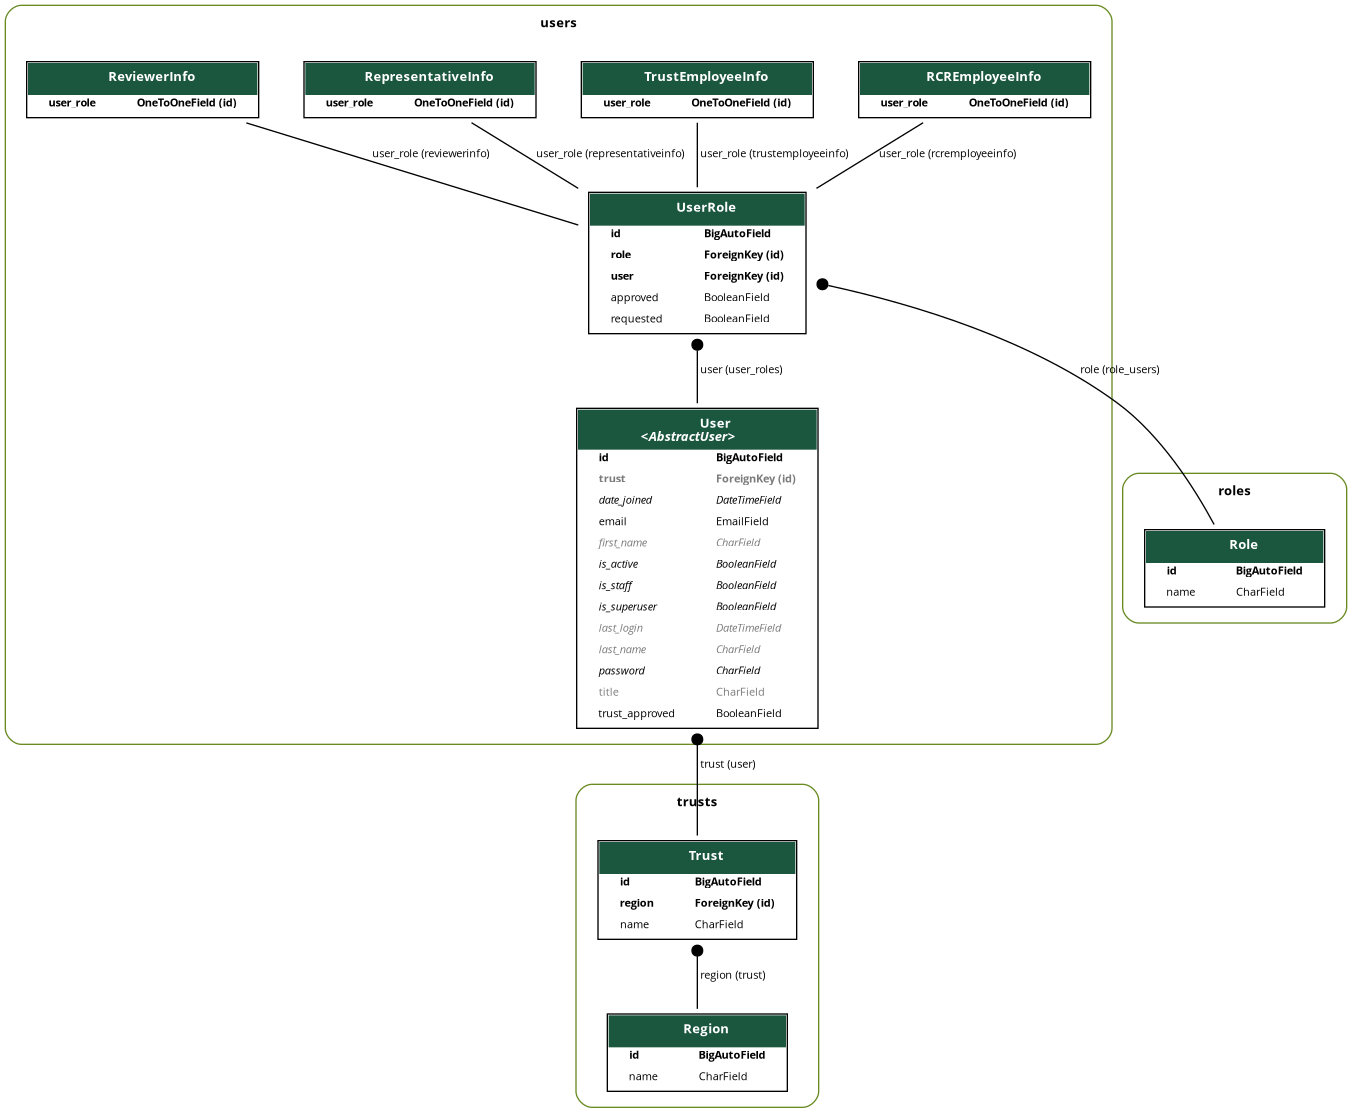 users
ReviewerInfo
user_role OneToOneField (id)
RepresentativeInfo
user_role OneToOneField (id)
TrustEmployeeInfo
user_role OneToOneField (id)
RCREmployeeInfo
user_role OneToOneField (id)
user_role (reviewerinfo)
user_role (representativeinfo)
user_role (trustemployeeinfo)
user_role (rcremployeeinfo)
UserRole
id BigAutoField
role ForeignKey (id)
user ForeignKey (id)
approved BooleanField
requested BooleanField
user (user_roles)
role (role_users)
User
<AbstractUser>
id BigAutoField
trust ForeignKey (id)
date_joined DateTimeField
email EmailField
first_name CharField
is_active BooleanField
is_staff BooleanField
is_superuser BooleanField
last_login DateTimeField
last_name CharField
password CharField
title CharField
trust_approved BooleanField
roles
Role
id BigAutoField
name CharField
trust (user)
trusts
Trust
id BigAutoField
region ForeignKey (id)
name CharField
region (trust)
Region
id BigAutoField
name CharField